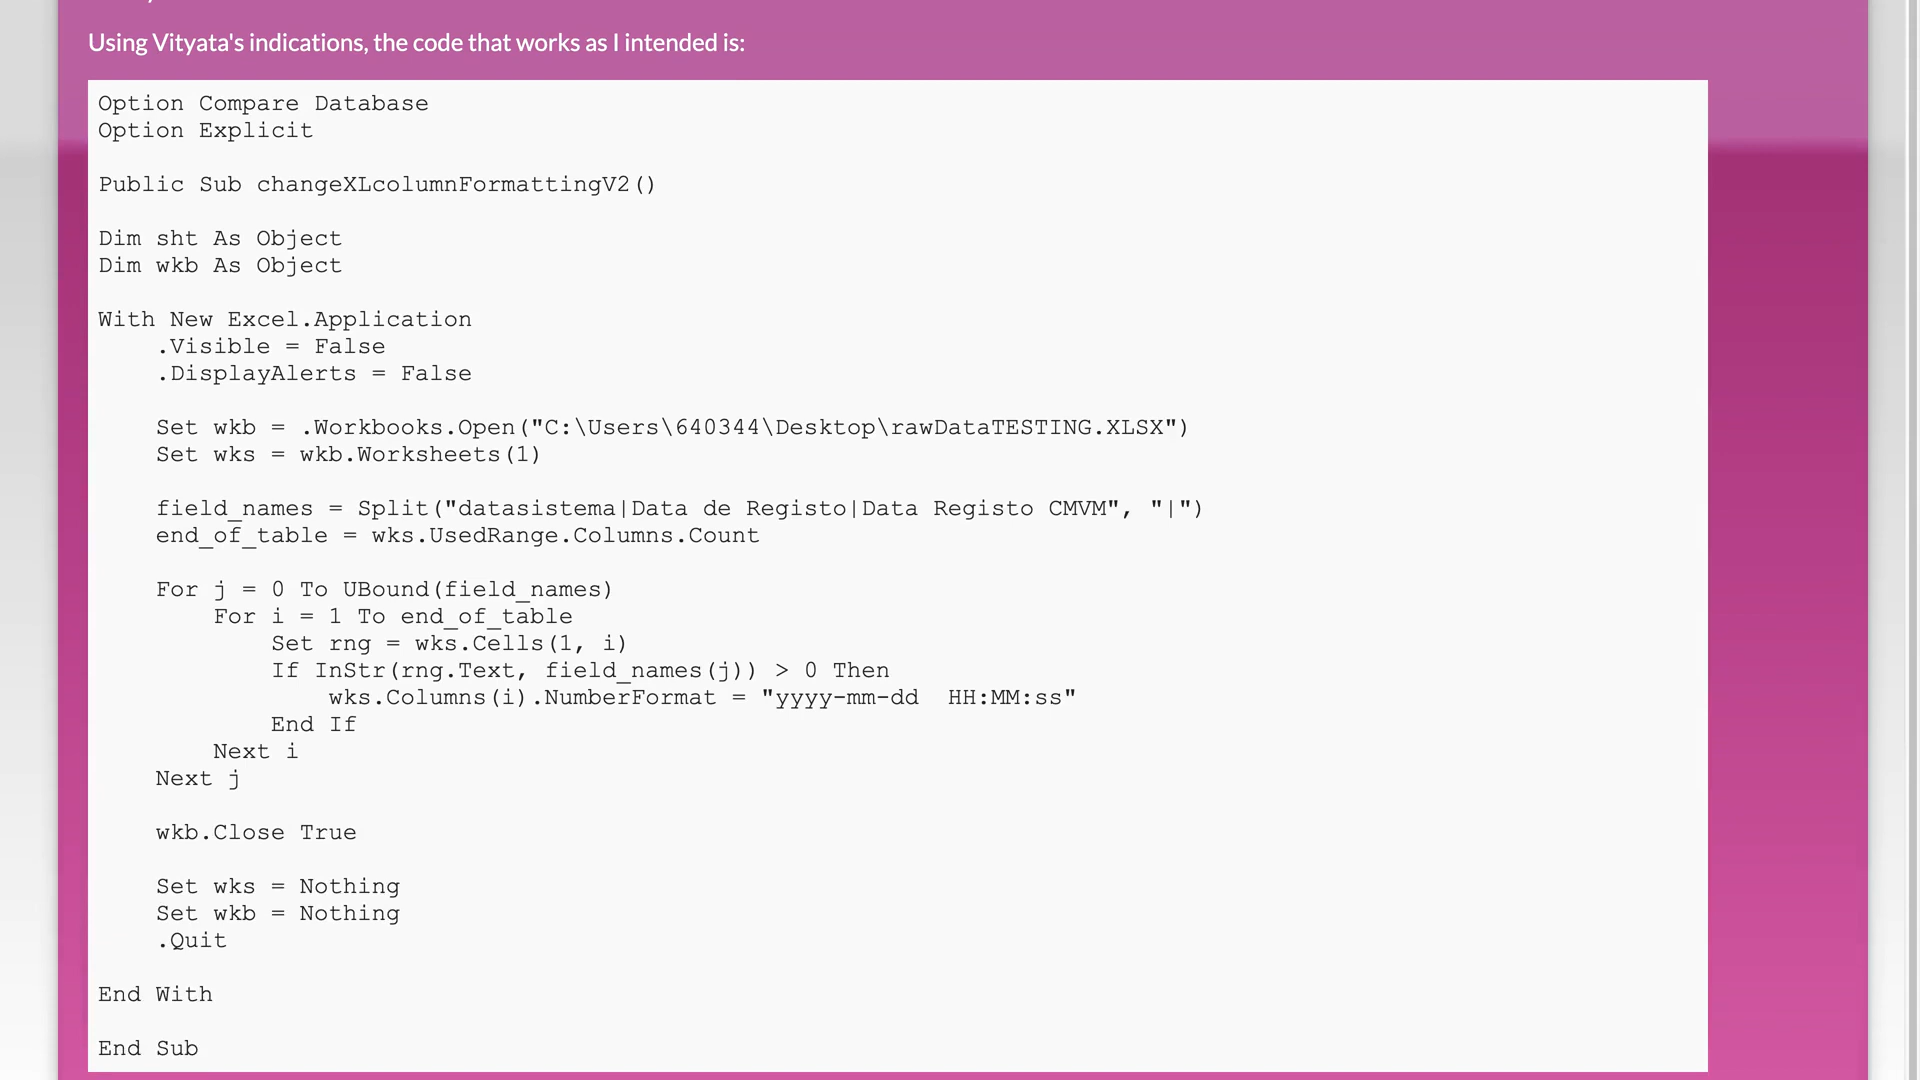 Using Vityata's indications, the code that works as I intended is:
Option Compare Database
Option Explicit
Public Sub changeXLcolumnFormattingV2()
Dim sht As Object
Dim wkb As Object
With New Excel.Application
    .Visible = False
    .DisplayAlerts = False
    Set wkb = .Workbooks.Open("C:\Users\640344\Desktop\rawDataTESTING.XLSX")
    Set wks = wkb.Worksheets(1)
    field_names = Split("datasistema|Data de Registo|Data Registo CMVM", "|")
    end_of_table = wks.UsedRange.Columns.Count
    For j = 0 To UBound(field_names)
        For i = 1 To end_of_table
            Set rng = wks.Cells(1, i)
            If InStr(rng.Text, field_names(j)) > 0 Then
                wks.Columns(i).NumberFormat = "yyyy-mm-dd  HH:MM:ss"
            End If
        Next i
    Next j
    wkb.Close True
    Set wks = Nothing
    Set wkb = Nothing
    .Quit
End With
End Sub